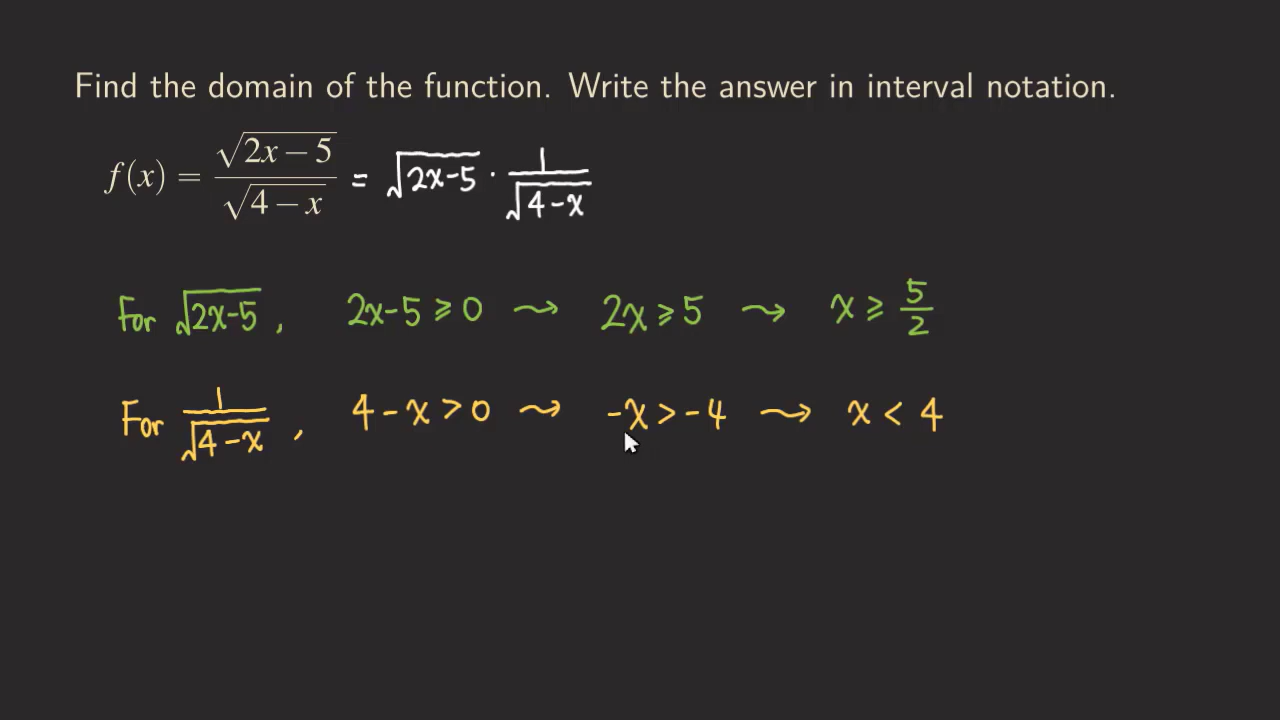 Find the domain of the function. Write the answer in interval notation.
f(x) = √(2x − 5) / √(4 − x) = √(2x-5) · 1/√(4-x)
For √(2x-5), 2x-5 ⩾ 0 ⇝ 2x ⩾ 5 ⇝ x ⩾ 5/2
For 1/√(4-x), 4-x > 0 ⇝ -x > -4 ⇝ x < 4